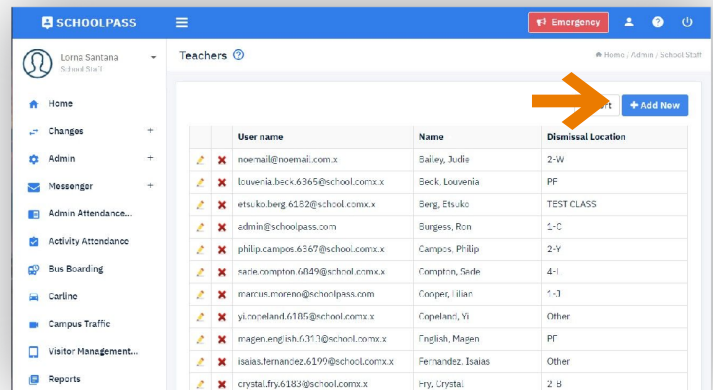 SCHOOLPASS
Emergency
Lorna Santana
School Staff
Teachers
Home / Admin / School Staff
Home
Changes +
Admin +
Messenger +
Admin Attendance...
Activity Attendance
Bus Boarding
Carline
Campus Traffic
Visitor Management...
Reports
+ Add New
User name Name Dismissal Location
noemail@noemail.com.x Bailey, Judie 2-W
louvenia.beck.6365@school.comx.x Beck, Louvenia PF
etsuko.berg.6182@school.comx.x Berg, Etsuko TEST CLASS
admin@schoolpass.com Burgess, Ron 1-C
philip.campos.6367@school.comx.x Campos, Philip 2-Y
sade.compton.6849@school.comx.x Compton, Sade
marcus.moreno@schoolpass.com Cooper, Lilian 1-J
yi.copeland.6185@school.comx.x Copeland, Yi Other
magen.english.6313@school.comx.x English, Magen PF
isaias.fernandez.6199@school.comx.x Fernandez, Isaias Other
crystal.fry.6183@school.comx.x Fry, Crystal 2-B